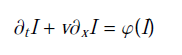 ∂ₜI + v∂ₓI = φ(I)